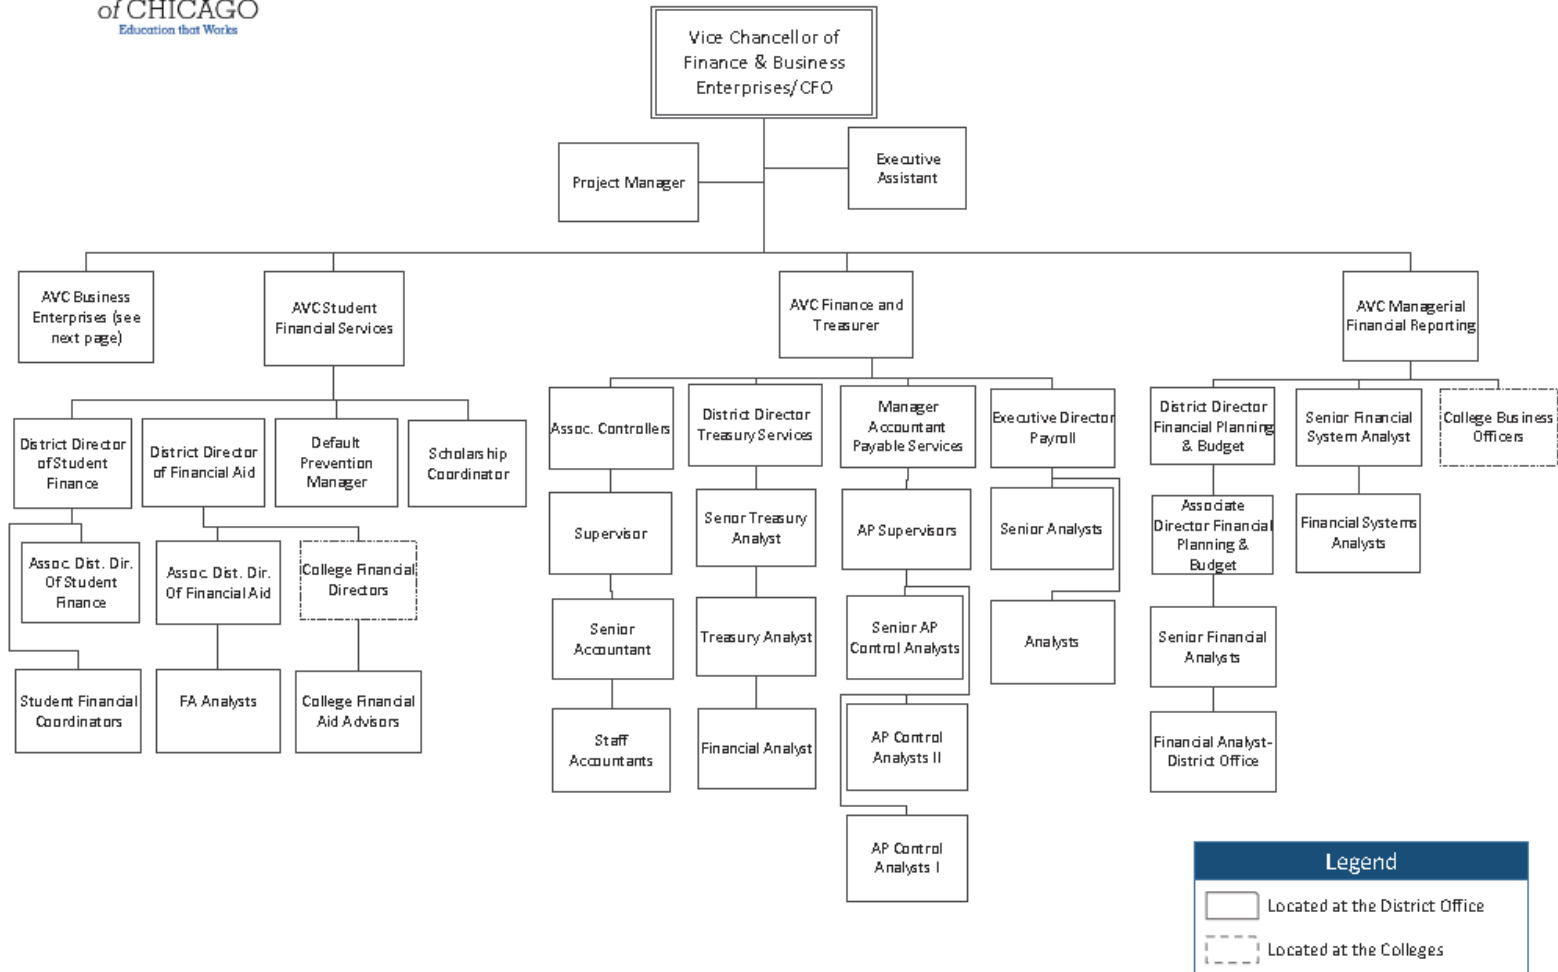 of CHICAGO
Education that Works
Vice Chancellor of
Finance & Business
Enterprises/CFO
Project Manager
Executive
Assistant
AVC Business
Enterprises (see
next page)
AVC Student
Financial Services
AVC Finance and
Treasurer
AVC Managerial
Financial Reporting
District Director
of Student
Finance
District Director
of Financial Aid
Default
Prevention
Manager
Scholarship
Coordinator
Assoc. Controllers
District Director
Treasury Services
Manager
Accountant
Payable Services
Executive Director
Payroll
District Director
Financial Planning
& Budget
Senior Financial
System Analyst
College Business
Officers
Assoc. Dist. Dir.
Of Student
Finance
Assoc. Dist. Dir.
Of Financial Aid
College Financial
Directors
Supervisor
Senor Treasury
Analyst
AP Supervisors
Senior Analysts
Associate
Director Financial
Planning &
Budget
Financial Systems
Analysts
Student Financial
Coordinators
FA Analysts
College Financial
Aid Advisors
Senior
Accountant
Treasury Analyst
Senior AP
Control Analysts
Analysts
Senior Financial
Analysts
Staff
Accountants
Financial Analyst
AP Control
Analysts II
Financial Analyst-
District Office
AP Control
Analysts I
Legend
Located at the District Office
Located at the Colleges